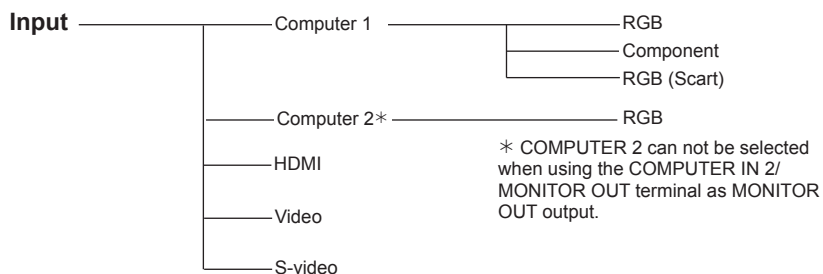 Input
Computer 1
RGB
Component
RGB (Scart)
Computer 2＊
RGB
HDMI
Video
S-video
＊ COMPUTER 2 can not be selected
when using the COMPUTER IN 2/
MONITOR OUT terminal as MONITOR
OUT output.